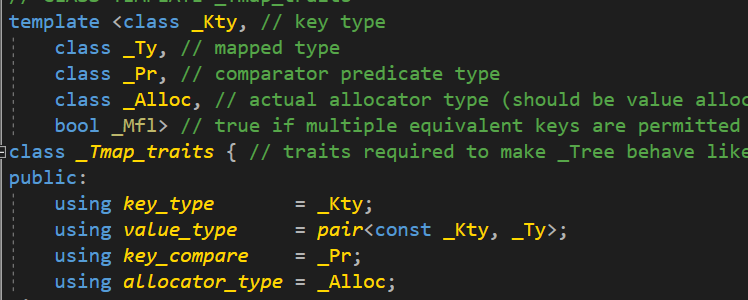 // CLASS TEMPLATE _Tmap_traits
template <class _Kty, // key type
class _Ty, // mapped type
class _Pr, // comparator predicate type
class _Alloc, // actual allocator type (should be value alloc
bool _Mfl> // true if multiple equivalent keys are permitted
class _Tmap_traits { // traits required to make _Tree behave like
public:
using key_type = _Kty;
using value_type = pair<const _Kty, _Ty>;
using key_compare = _Pr;
using allocator_type = _Alloc;